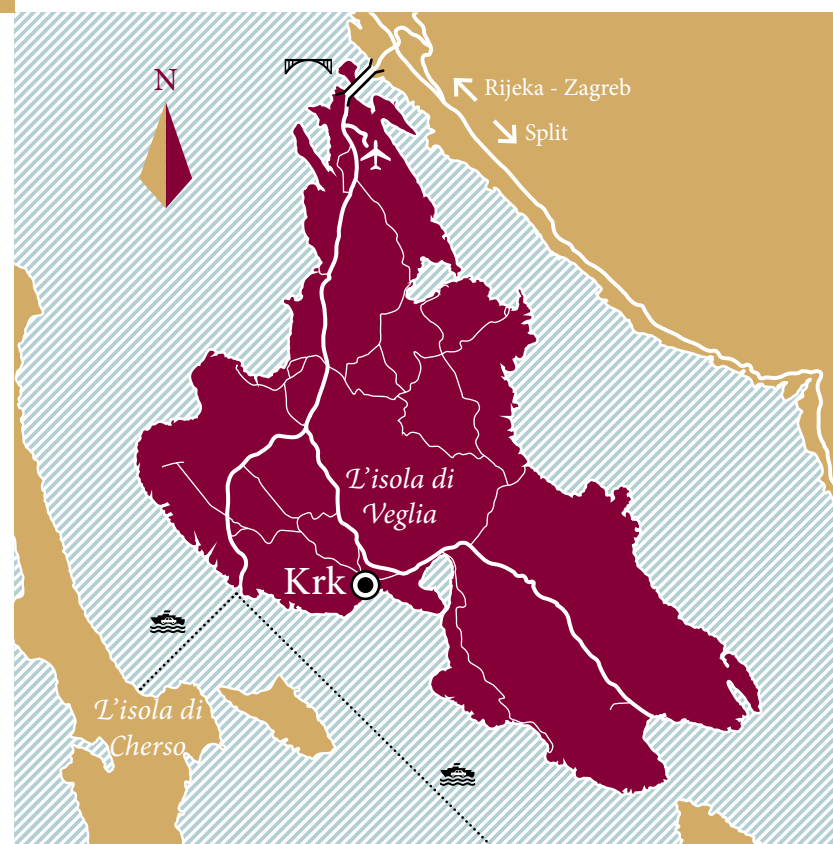 N
Rijeka - Zagreb
Split
L'isola di
Veglia
Krk
L'isola di
Cherso